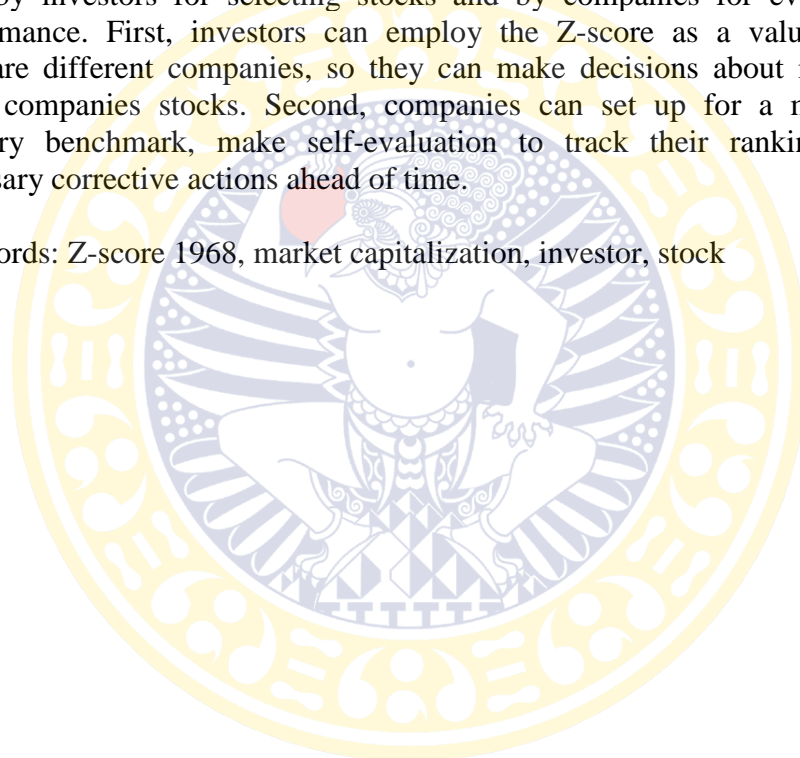 by investors for selecting stocks and by companies for ev
mance. First, investors can employ the Z-score as a valu
are different companies, so they can make decisions about
companies stocks. Second, companies can set up for a
ry benchmark, make self-evaluation to track their rankin
sary corrective actions ahead of time.
ords: Z-score 1968, market capitalization, investor, stock